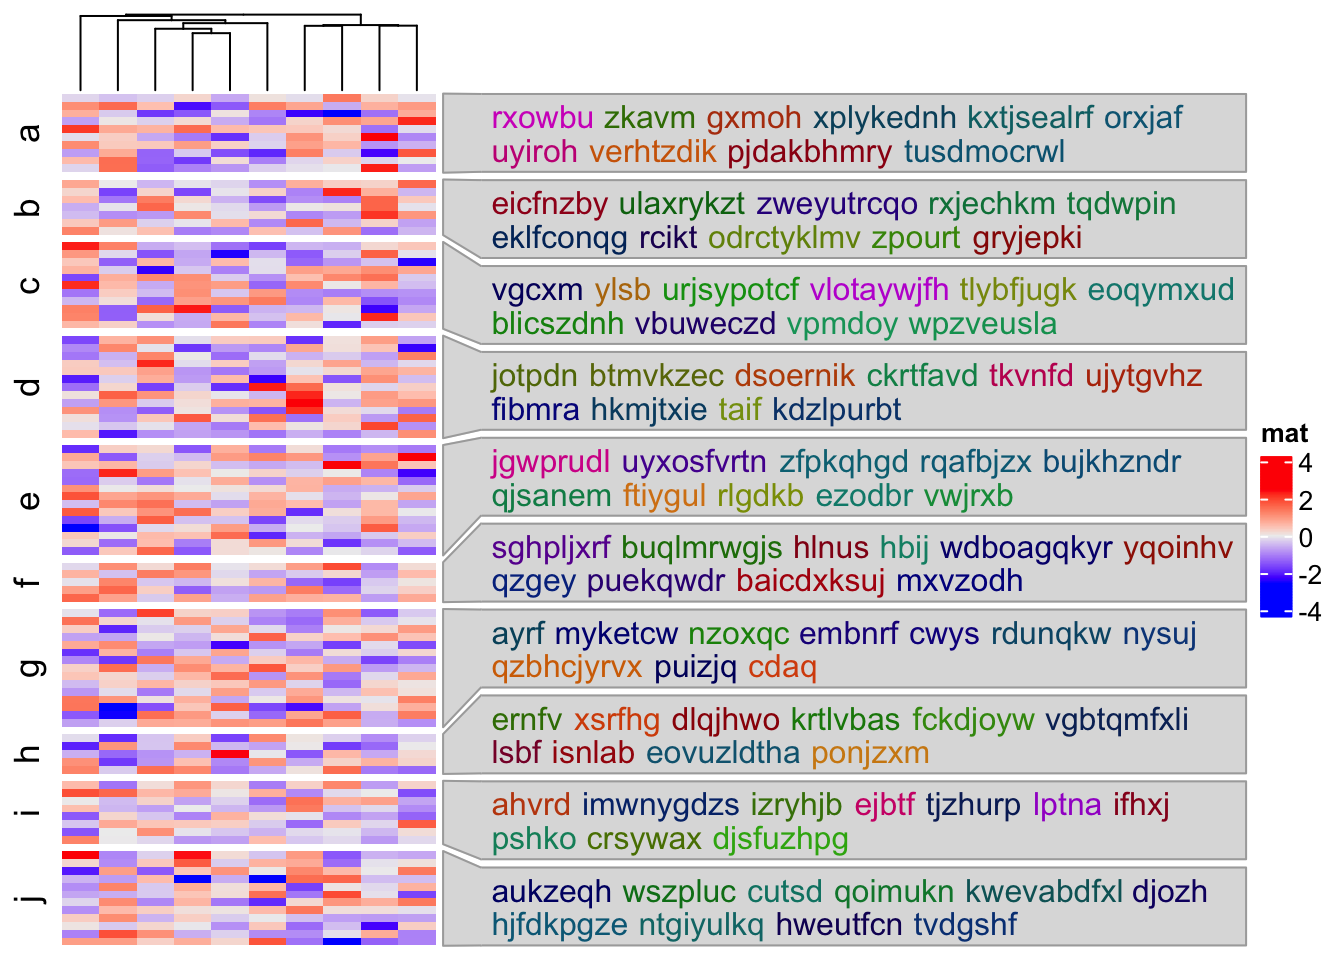 a
rxowbu zkavm gxmoh xplykednh kxtjsealrf orxjaf
uyiroh verhtzdik pjdakbhmry tusdmocrwl
b
eicfnzby ulaxrykzt zweyutrcqo rxjechkm tqdwpin
eklfconqg rcikt odrctyklmv zpourt gryjepki
c
vgcxm ylsb urjsypotcf vlotaywjfh tlybfjugk eoqymxud
blicszdnh vbuweczd vpmdoy wpzveusla
d
jotpdn btmvkzec dsoernik ckrtfavd tkvnfd ujytgvhz
fibmra hkmjtxie taif kdzlpurbt
e
jgwprudl uyxosfvrtn zfpkqhgd rqafbjzx bujkhzndr
qjsanem ftiygul rlgdkb ezodbr vwjrxb
f
sghpljxrf buqlmrwgjs hlnus hbij wdboagqkyr yqoinhv
qzgey puekqwdr baicdxksuj mxvzodh
g
ayrf myketcw nzoxqc embnrf cwys rdunqkw nysuj
qzbhcjyrvx puizjq cdaq
h
ernfv xsrfhg dlqjhwo krtlvbas fckdjoyw vgbtqmfxli
lsbf isnlab eovuzldtha ponjzxm
i
ahvrd imwnygdzs izryhjb ejbtf tjzhurp lptna ifhxj
pshko crsywax djsfuzhpg
j
aukzeqh wszpluc cutsd qoimukn kwevabdfxl djozh
hjfdkpgze ntgiyulkq hweutfcn tvdgshf
mat
4
2
0
-2
-4